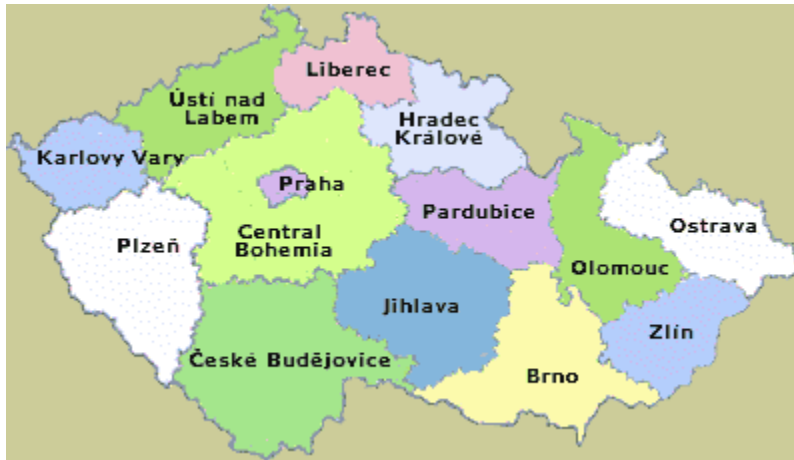 Liberec
Ústí nad
Labem
Hradec
Králové
Karlovy Vary
Praha
Pardubice
Ostrava
Plzeň
Central
Bohemia
Olomouc
Jihlava
Zlín
České Budějovice
Brno